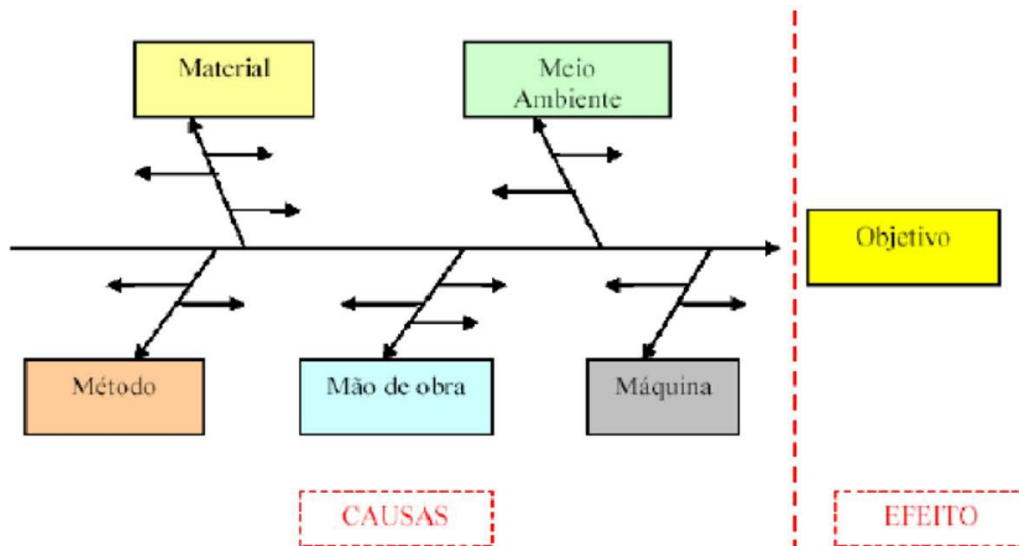 Material
Meio
Ambiente
Objetivo
Método
Mão de obra
Máquina
CAUSAS
EFEITO